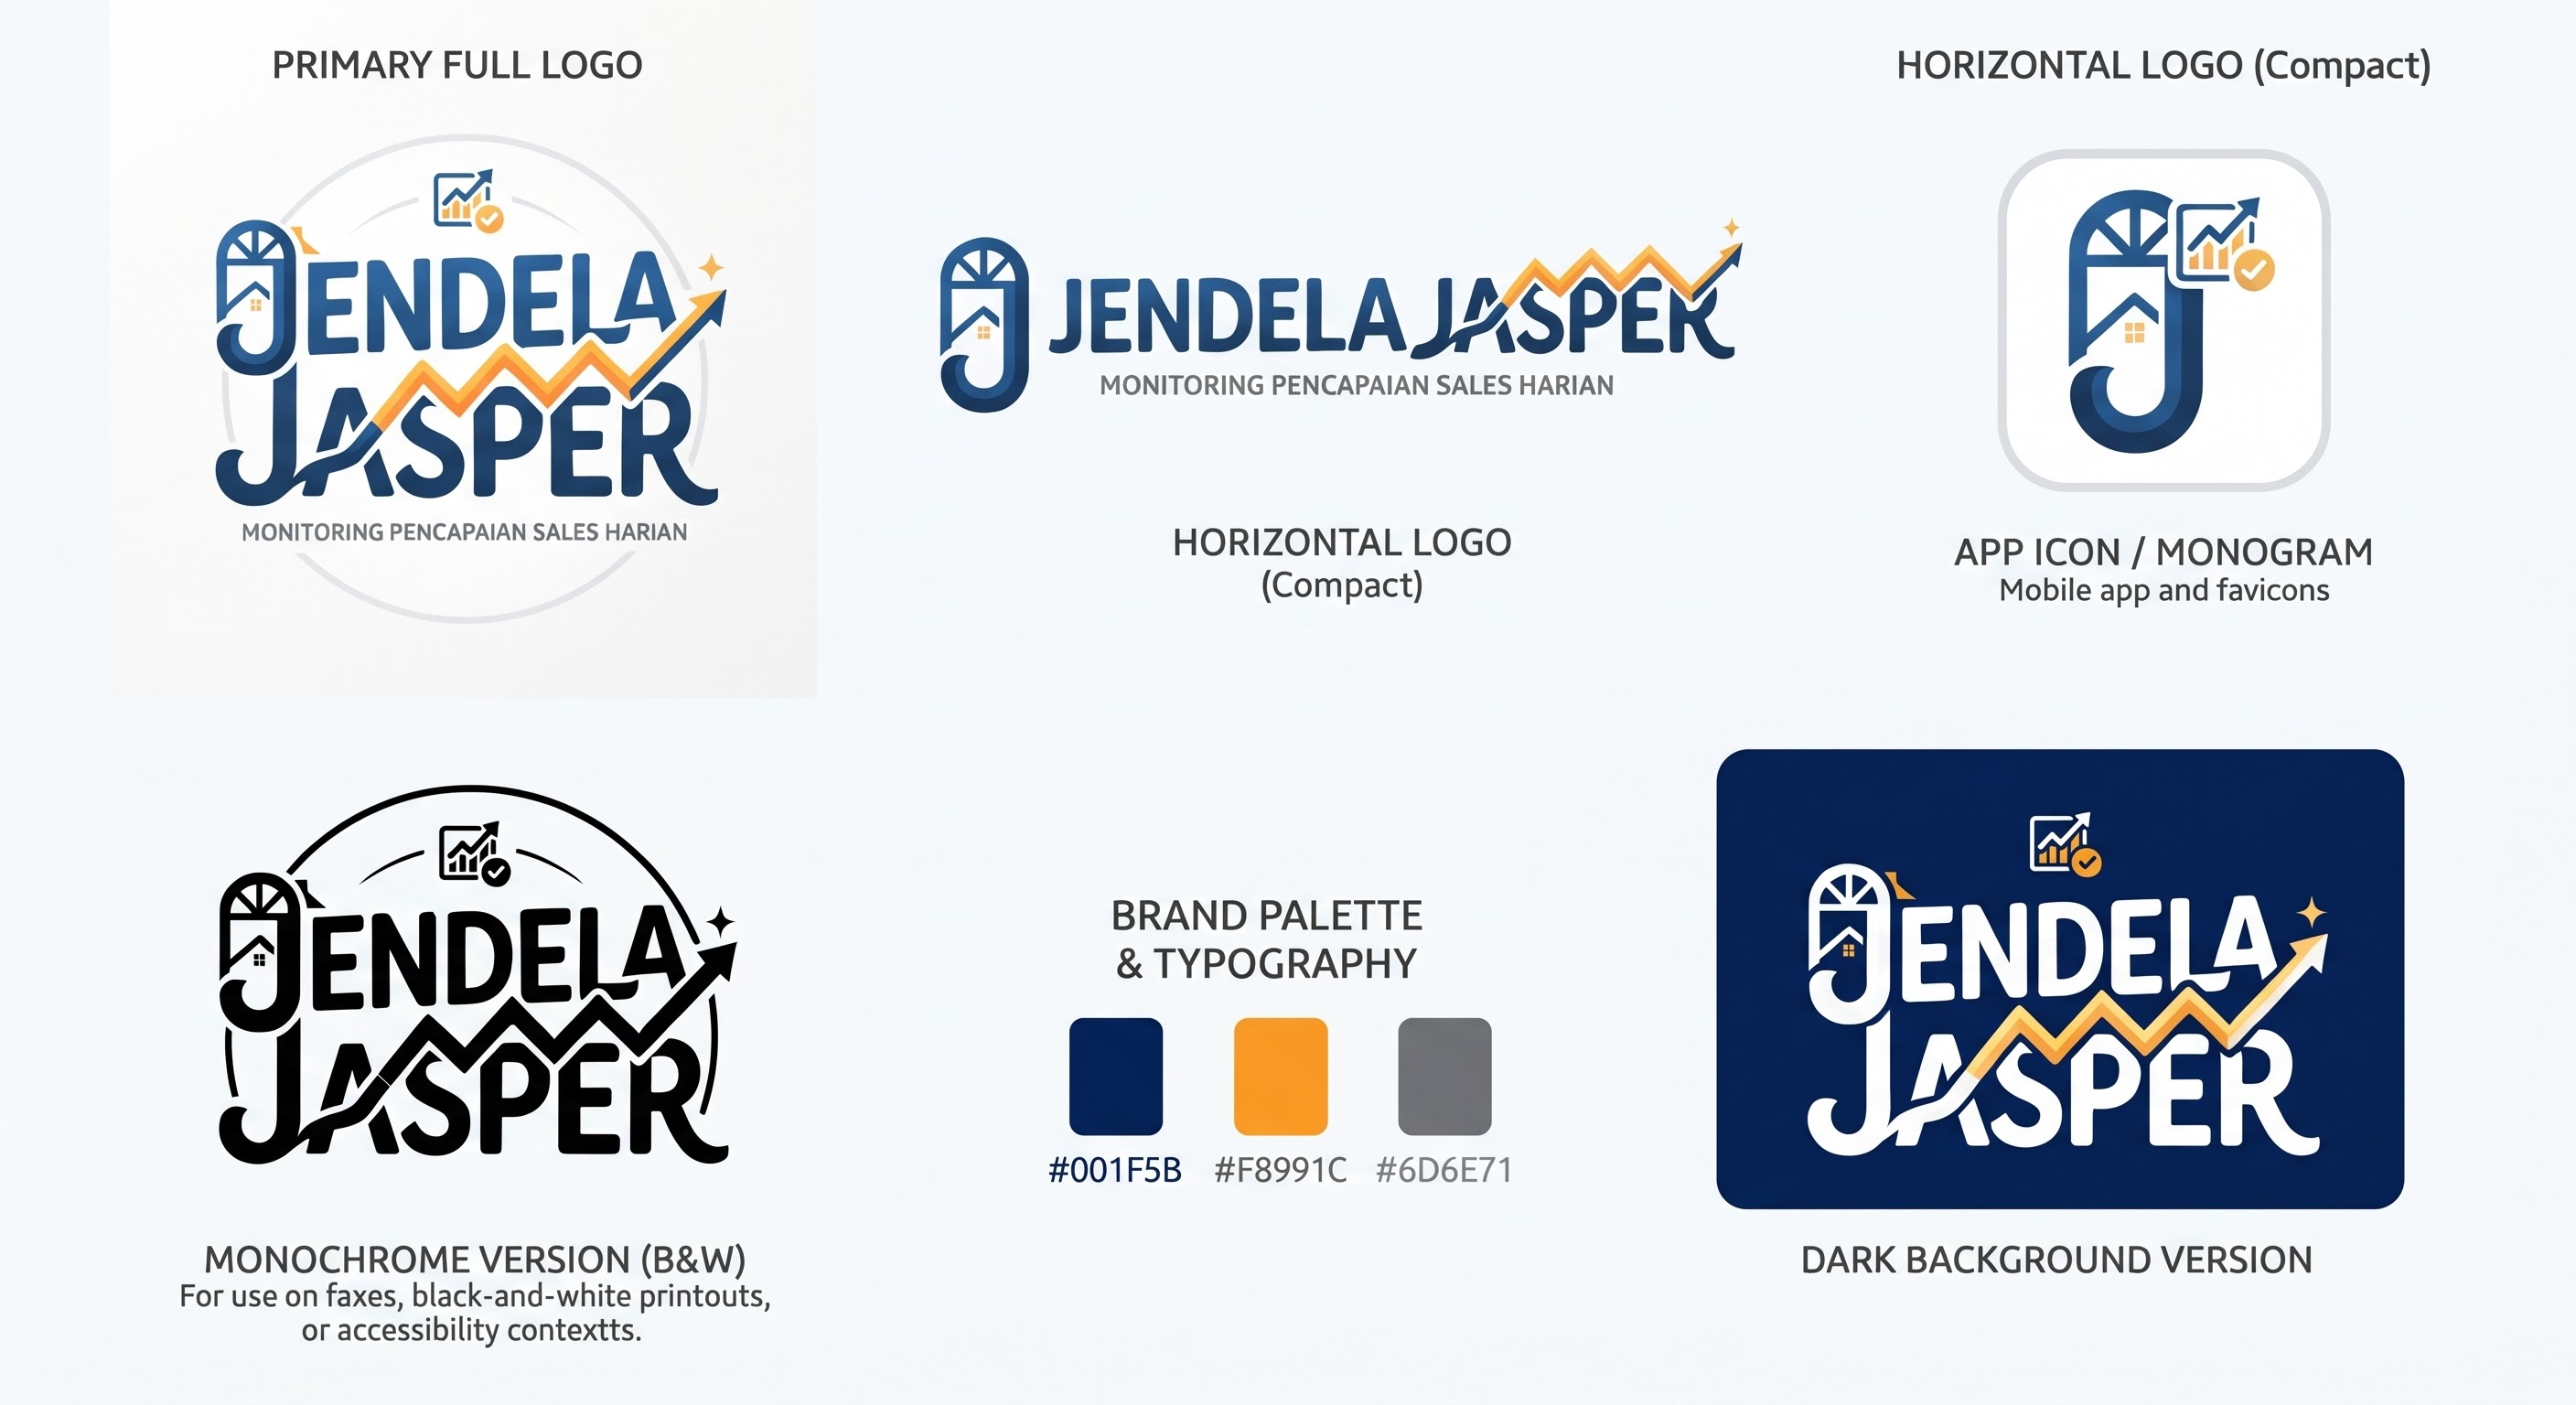 PRIMARY FULL LOGO
JENDELA
JASPER
MONITORING PENCAPAIAN SALES HARIAN
JENDELA JASPER
MONITORING PENCAPAIAN SALES HARIAN
HORIZONTAL LOGO
(Compact)
HORIZONTAL LOGO (Compact)
APP ICON / MONOGRAM
Mobile app and favicons
JENDELA
JASPER
MONOCHROME VERSION (B&W)
For use on faxes, black-and-white printouts,
or accessibility contextts.
BRAND PALETTE
& TYPOGRAPHY
#001F5B #F8991C #6D6E71
JENDELA
JASPER
DARK BACKGROUND VERSION